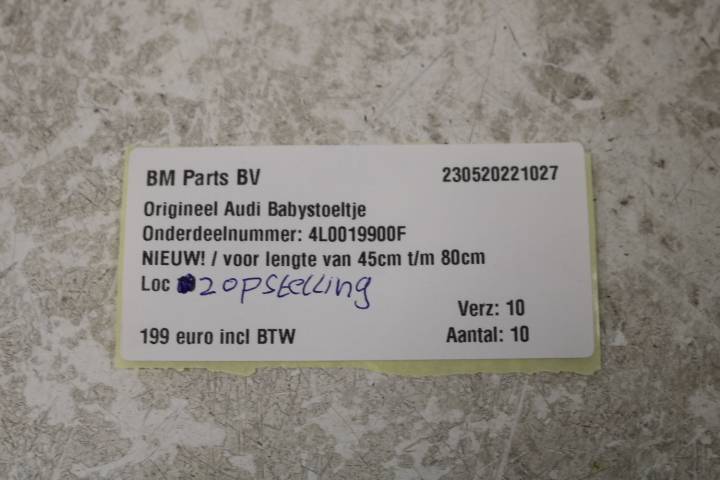 BM Parts BV 230520221027
Origineel Audi Babystoeltje
Onderdeelnummer: 4L0019900F
NIEUW! / voor lengte van 45cm t/m 80cm
Loc 2opstelling
Verz: 10
199 euro incl BTW Aantal: 10